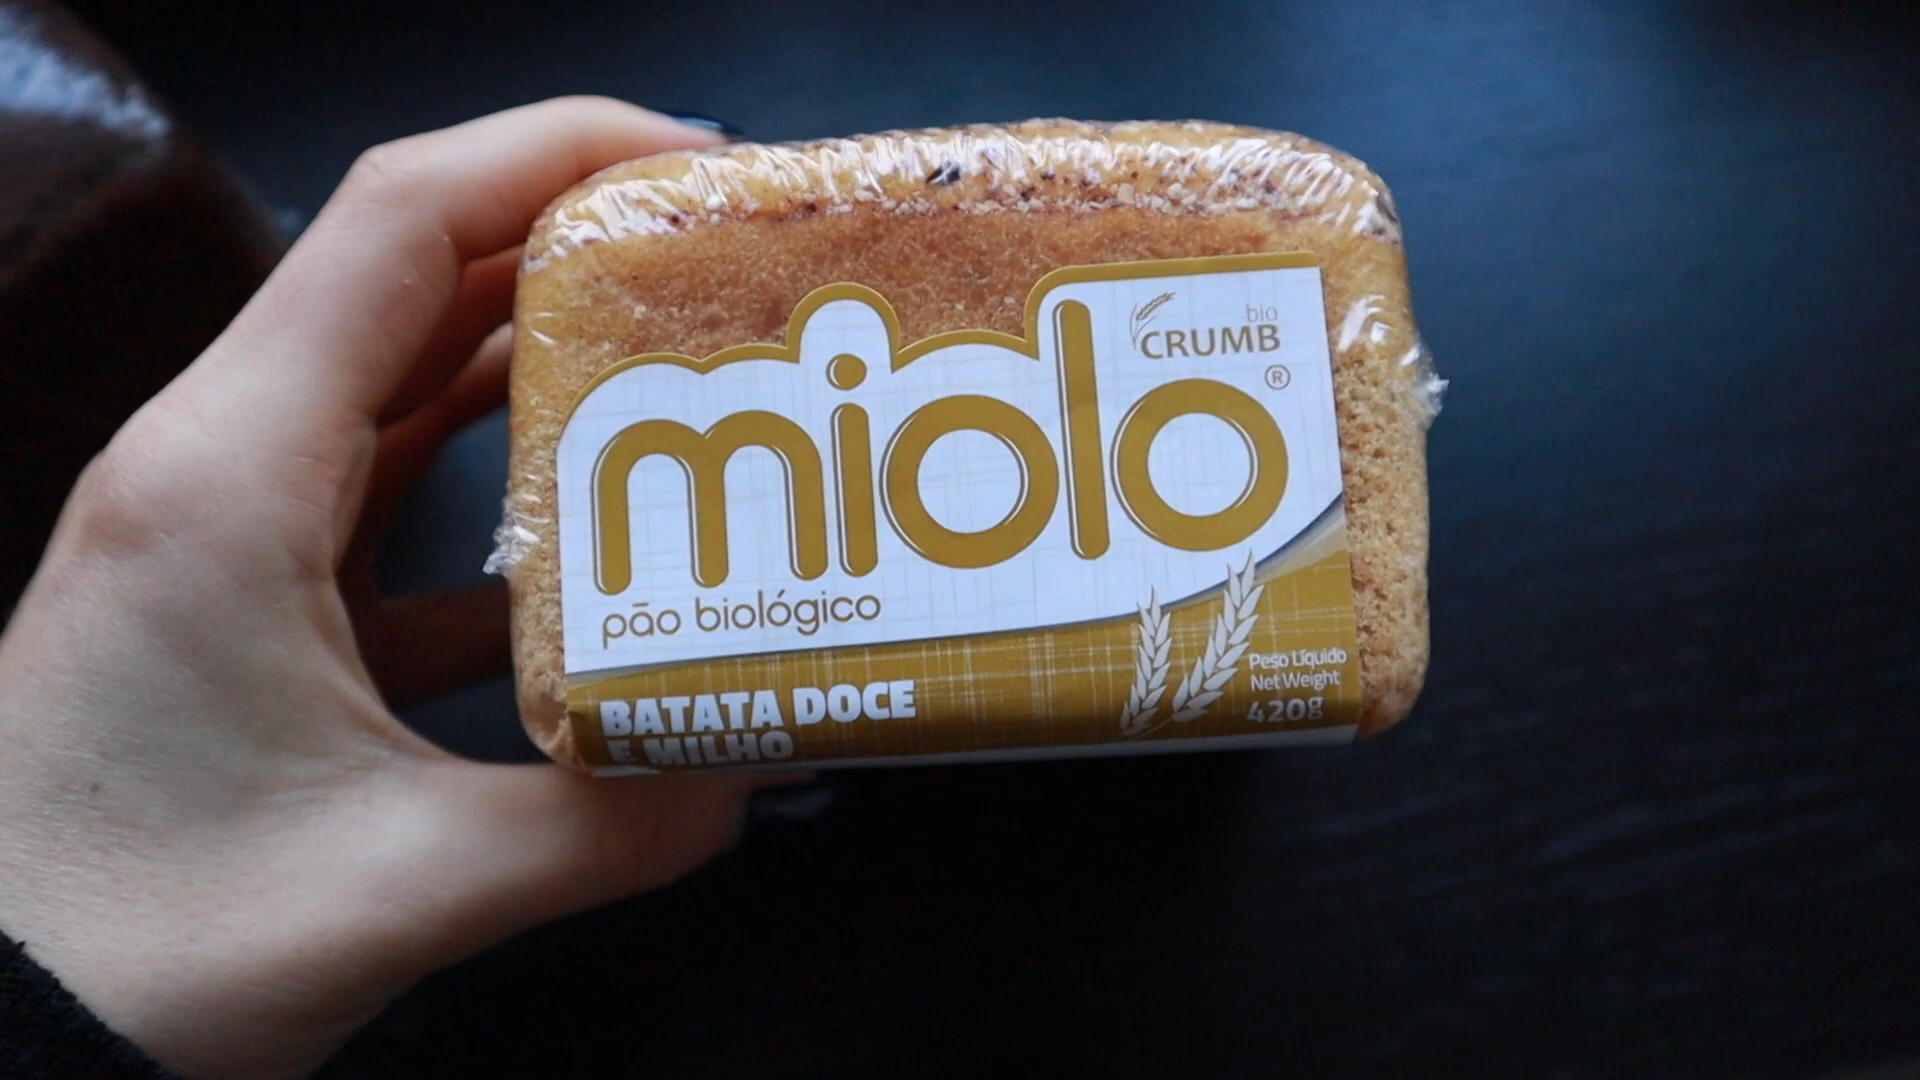 bio
CRUMB
miolo®
pão biológico
BATATA DOCE
E MILHO
Peso Líquido
Net Weight
420g